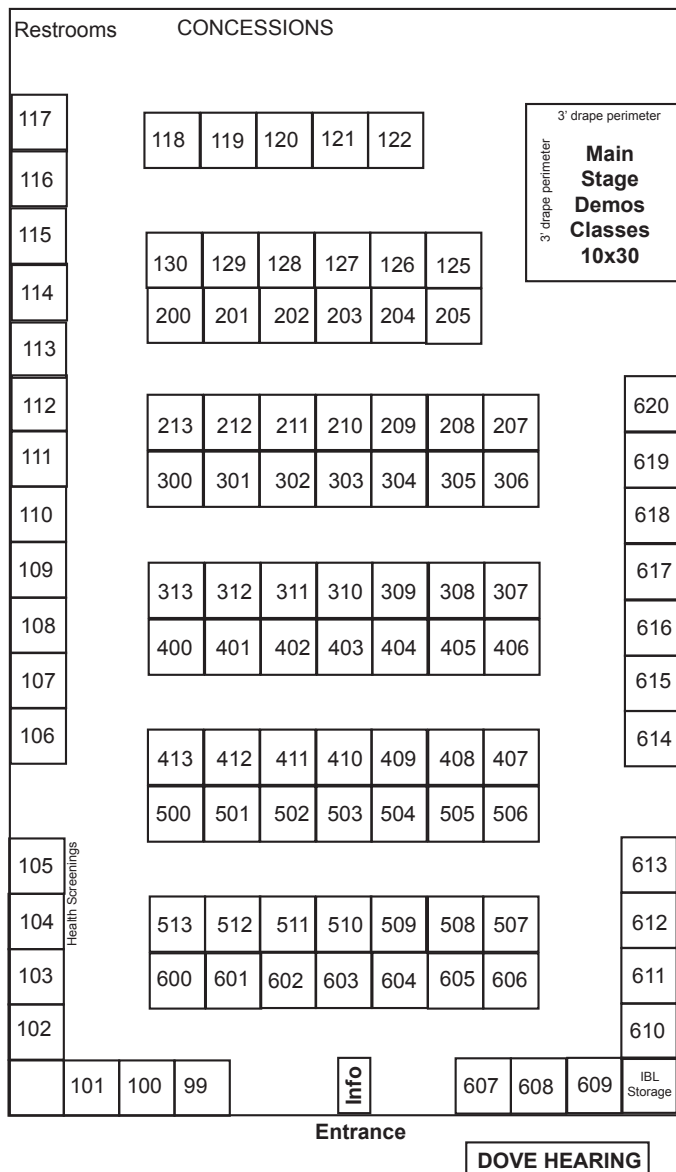 Restrooms CONCESSIONS
117
116
115
114
113
112
111
110
109
108
107
106
105
104
103
102
Health Screenings
118 119 120 121 122
3' drape perimeter
3' drape perimeter
Main
Stage
Demos
Classes
10x30
130 129 128 127 126 125
200 201 202 203 204 205
213 212 211 210 209 208 207
300 301 302 303 304 305 306
313 312 311 310 309 308 307
400 401 402 403 404 405 406
413 412 411 410 409 408 407
500 501 502 503 504 505 506
513 512 511 510 509 508 507
600 601 602 603 604 605 606
620
619
618
617
616
615
614
613
612
611
610
101 100 99
Info
607 608 609
IBL
Storage
Entrance
DOVE HEARING